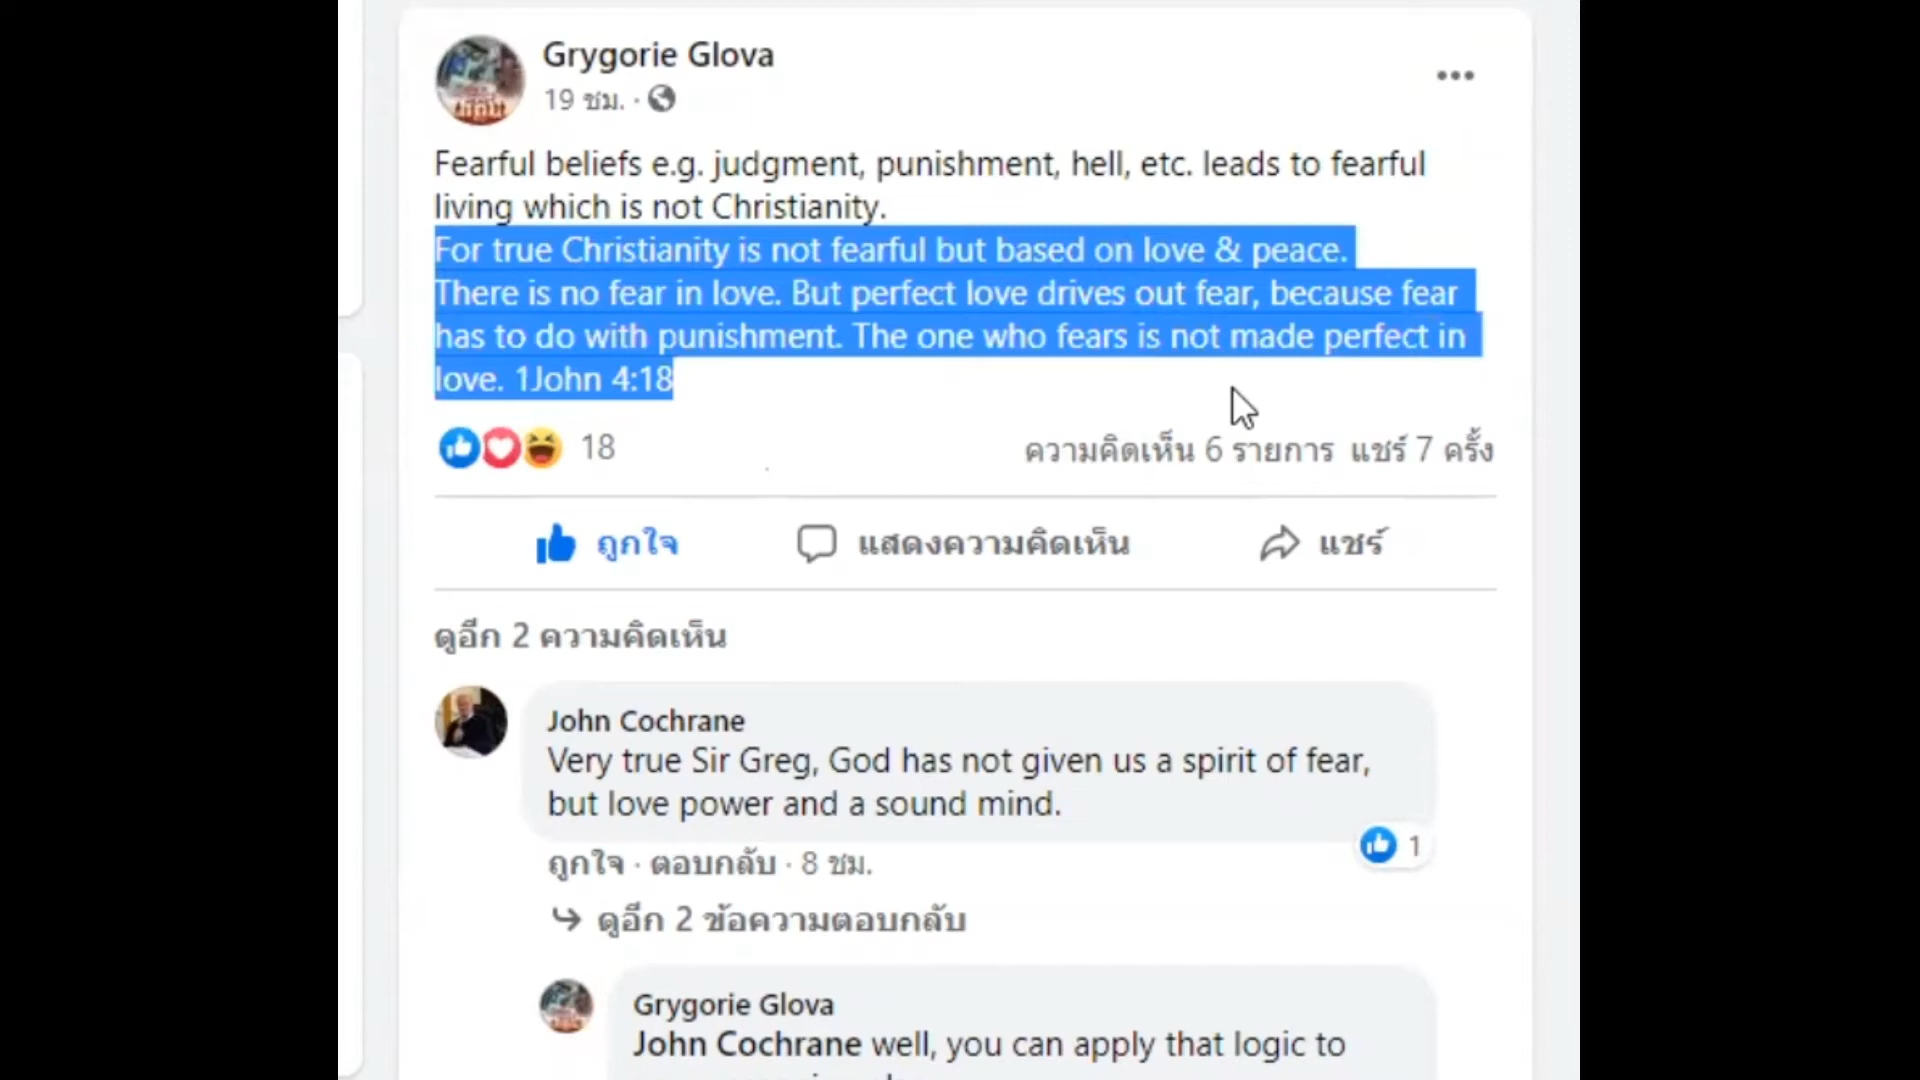 Grygorie Glova
19 ชม. ·
Fearful beliefs e.g. judgment, punishment, hell, etc. leads to fearful
living which is not Christianity.
For true Christianity is not fearful but based on love & peace.
There is no fear in love. But perfect love drives out fear, because fear
has to do with punishment. The one who fears is not made perfect in
love. 1John 4:18
18 ความคิดเห็น 6 รายการ แชร์ 7 ครั้ง
ถูกใจ แสดงความคิดเห็น แชร์
ดูอีก 2 ความคิดเห็น
John Cochrane
Very true Sir Greg, God has not given us a spirit of fear,
but love power and a sound mind.
1
ถูกใจ · ตอบกลับ · 8 ชม.
ดูอีก 2 ข้อความตอบกลับ
Grygorie Glova
John Cochrane well, you can apply that logic to